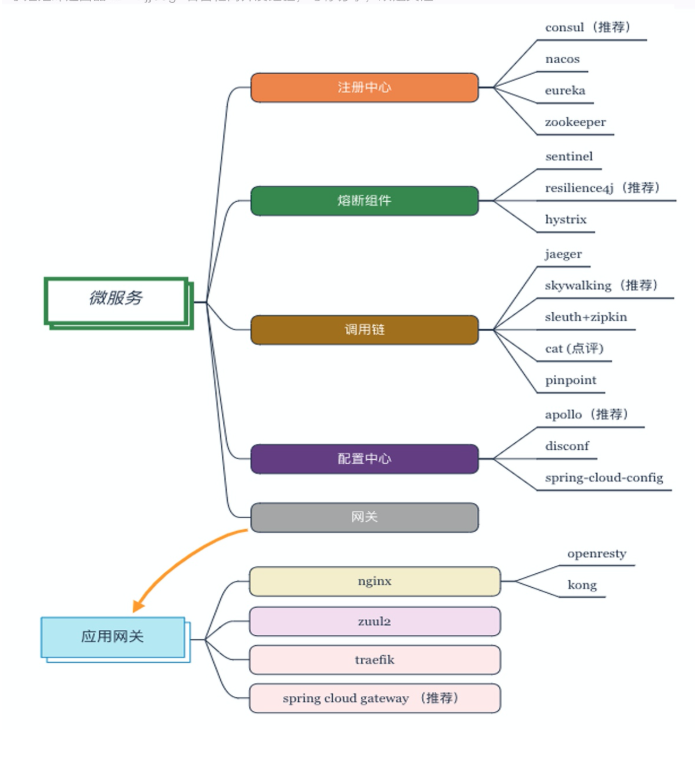 微服务
注册中心
consul（推荐）
nacos
eureka
zookeeper
熔断组件
sentinel
resilience4j（推荐）
hystrix
调用链
jaeger
skywalking（推荐）
sleuth+zipkin
cat (点评)
pinpoint
配置中心
apollo（推荐）
disconf
spring-cloud-config
网关
应用网关
nginx
openresty
kong
zuul2
traefik
spring cloud gateway （推荐）